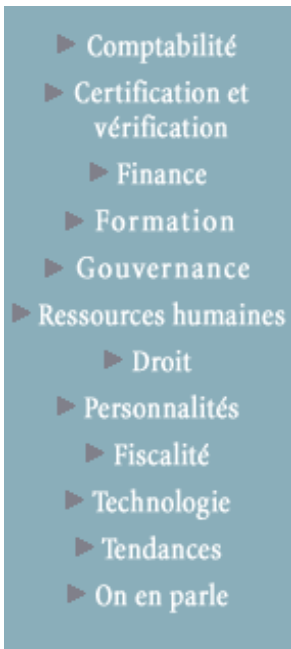 Comptabilité
Certification et
vérification
Finance
Formation
Gouvernance
Ressources humaines
Droit
Personnalités
Fiscalité
Technologie
Tendances
On en parle